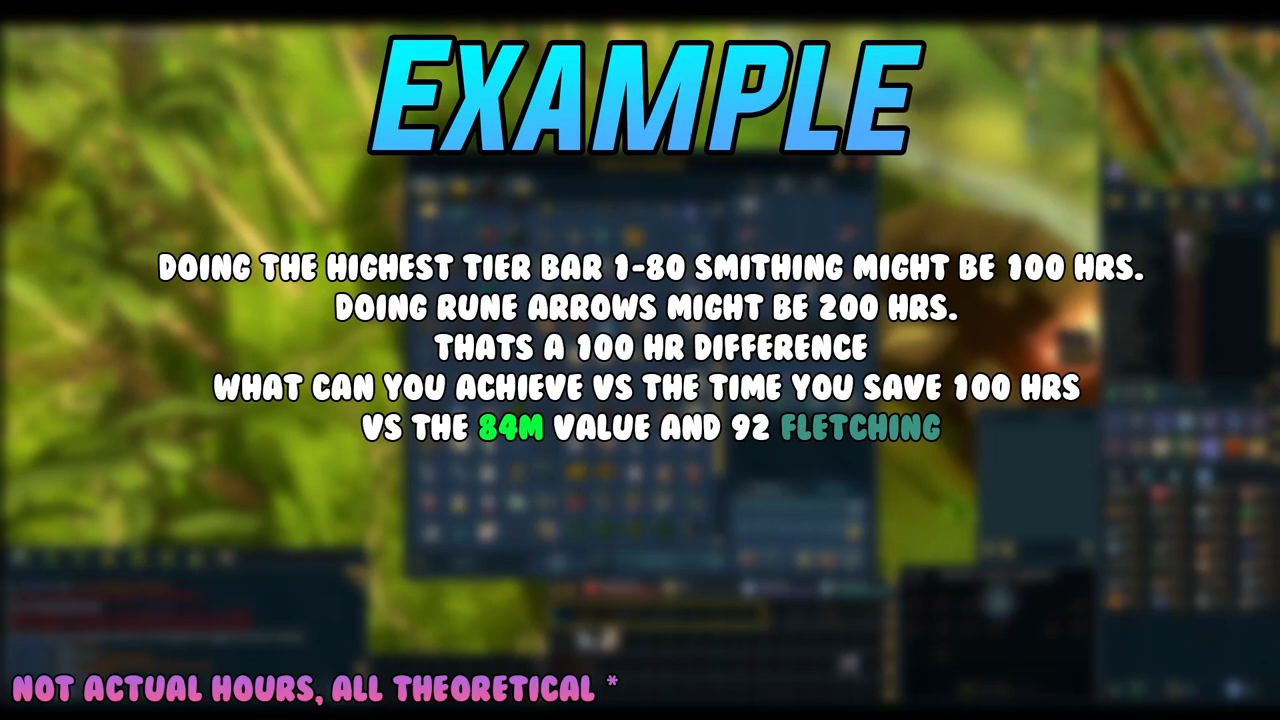 EXAMPLE
DOING THE HIGHEST TIER BAR 1-80 SMITHING MIGHT BE 100 HRS.
DOING RUNE ARROWS MIGHT BE 200 HRS.
THATS A 100 HR DIFFERENCE
WHAT CAN YOU ACHIEVE VS THE TIME YOU SAVE 100 HRS
VS THE 84M VALUE AND 92 FLETCHING
NOT ACTUAL HOURS, ALL THEORETICAL *